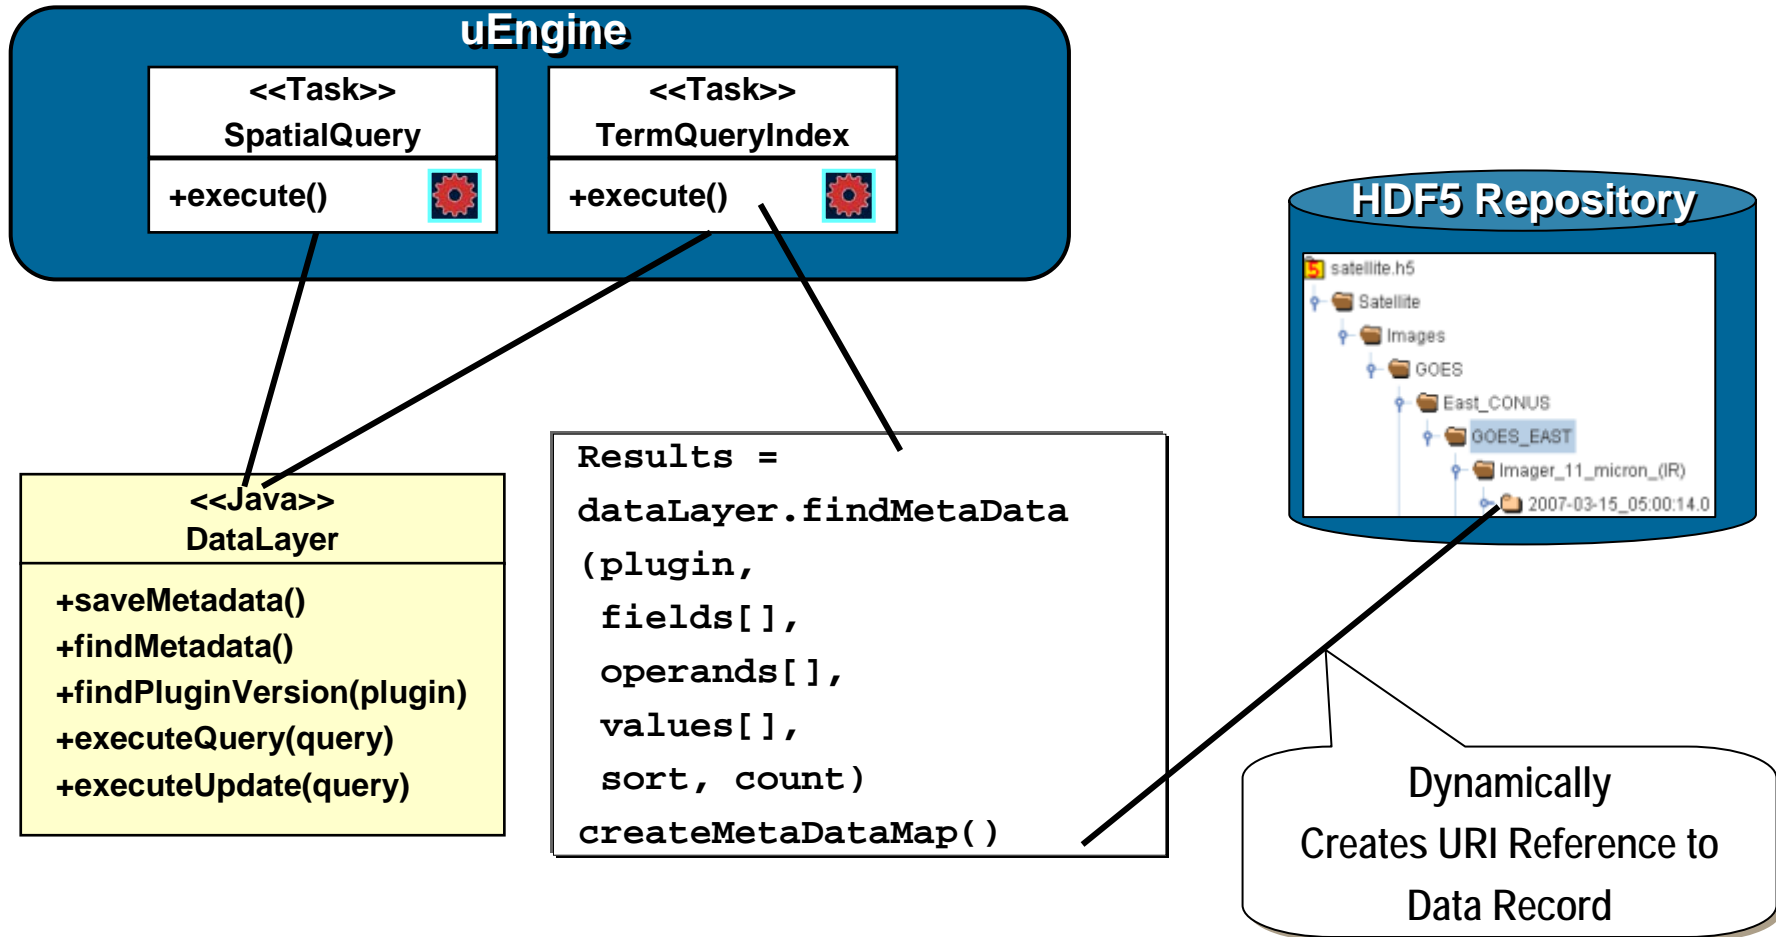 uEngine
<<Task>>
SpatialQuery
+execute()
<<Task>>
TermQueryIndex
+execute()
HDF5 Repository
5 satellite.h5
Satellite
Images
GOES
East_CONUS
GOES_EAST
Imager_11_micron_(IR)
2007-03-15_05:00:14.0
<<Java>>
DataLayer
+saveMetadata()
+findMetadata()
+findPluginVersion(plugin)
+executeQuery(query)
+executeUpdate(query)
Results =
dataLayer.findMetaData
(plugin,
fields[],
operands[],
values[],
sort, count)
createMetaDataMap()
Dynamically
Creates URI Reference to
Data Record